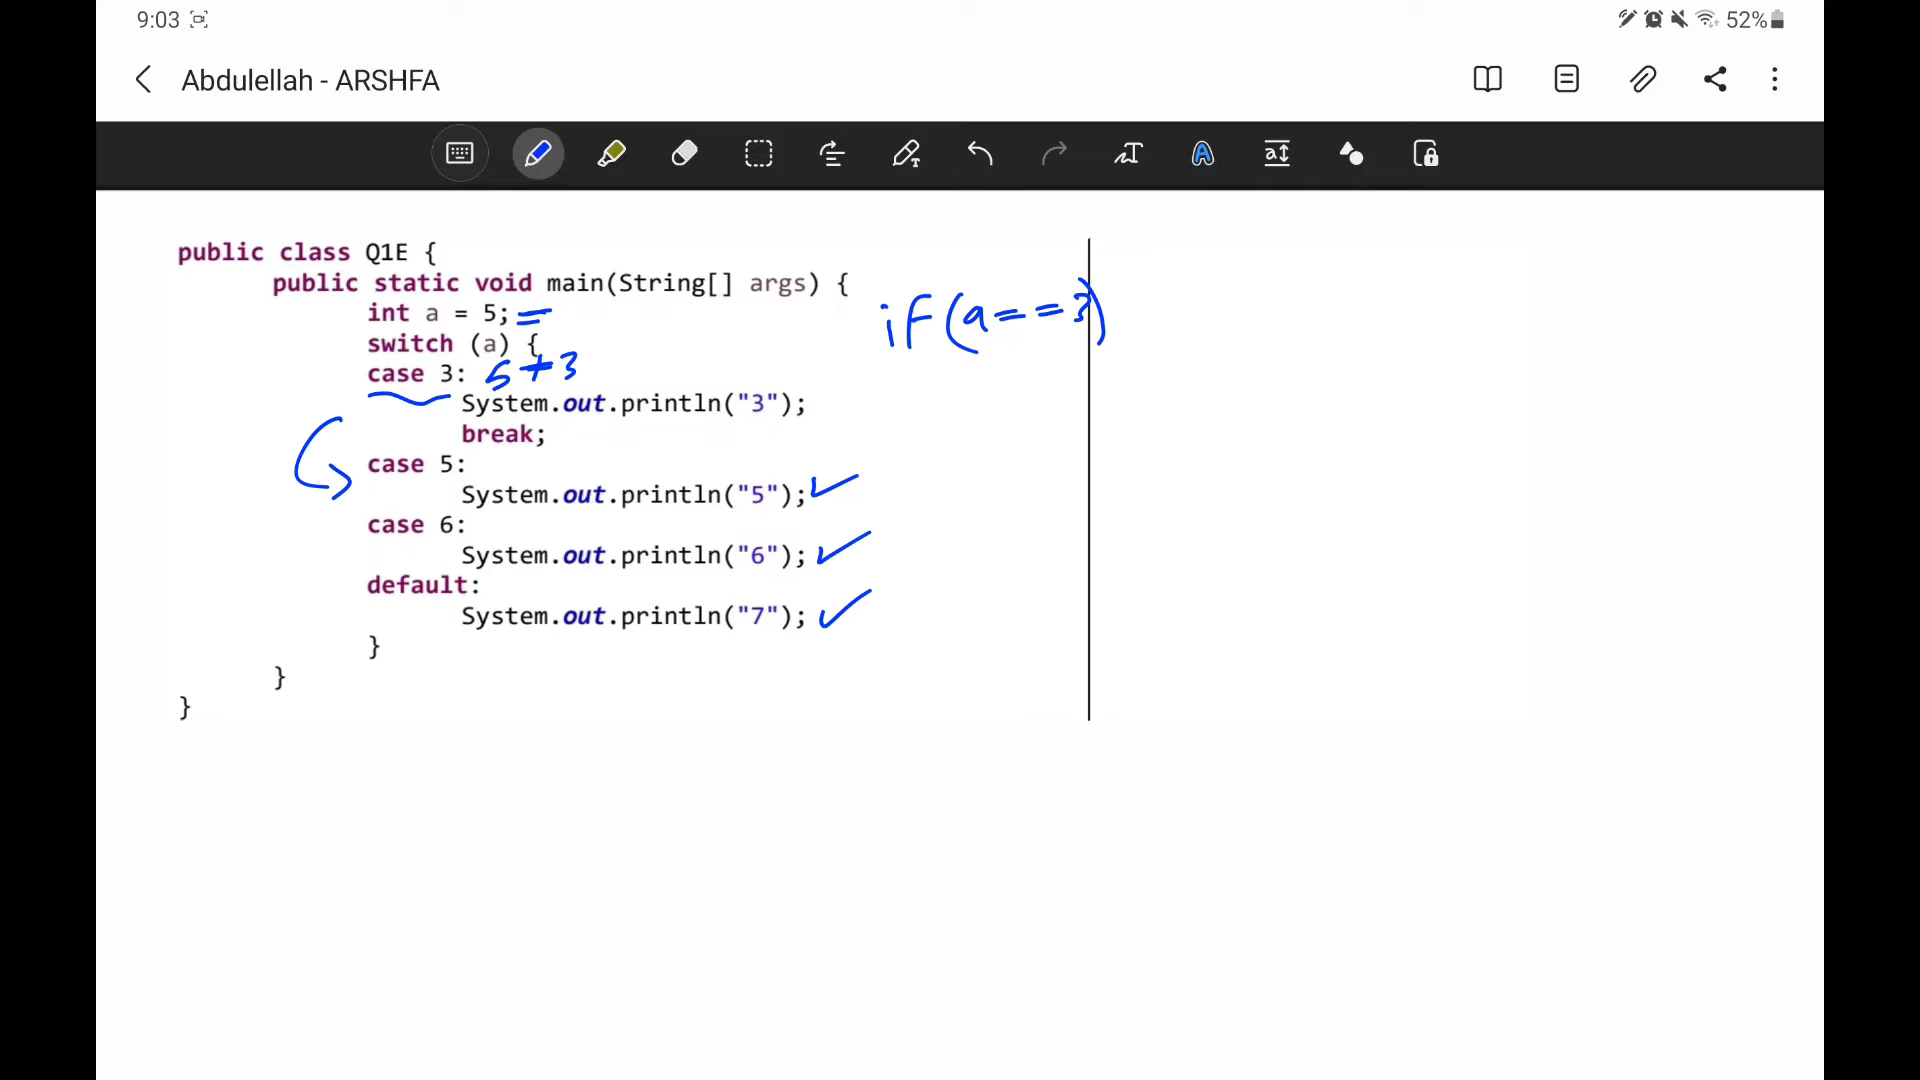 9:03 52%
Abdulellah - ARSHFA
public class Q1E {
public static void main(String[] args) {
int a = 5;
if(a==3)
switch (a) {
case 3: 5≠3
System.out.println("3");
break;
case 5:
System.out.println("5");
case 6:
System.out.println("6");
default:
System.out.println("7");
}
}
}